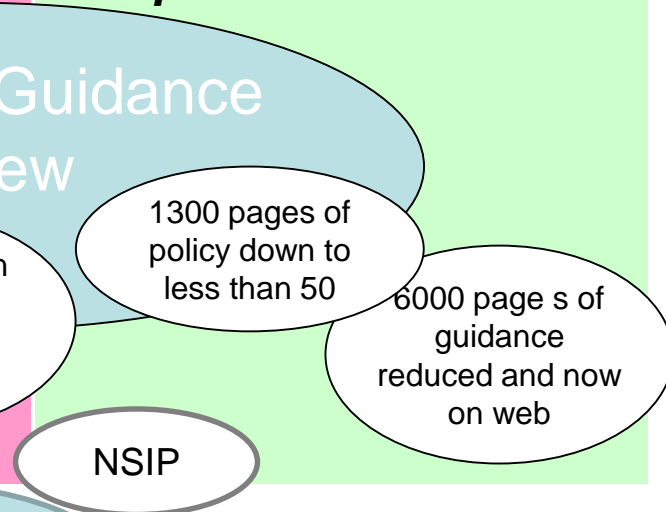 Guidance
ew
1300 pages of
policy down to
less than 50
n
6000 page s of
guidance
reduced and now
on web
NSIP